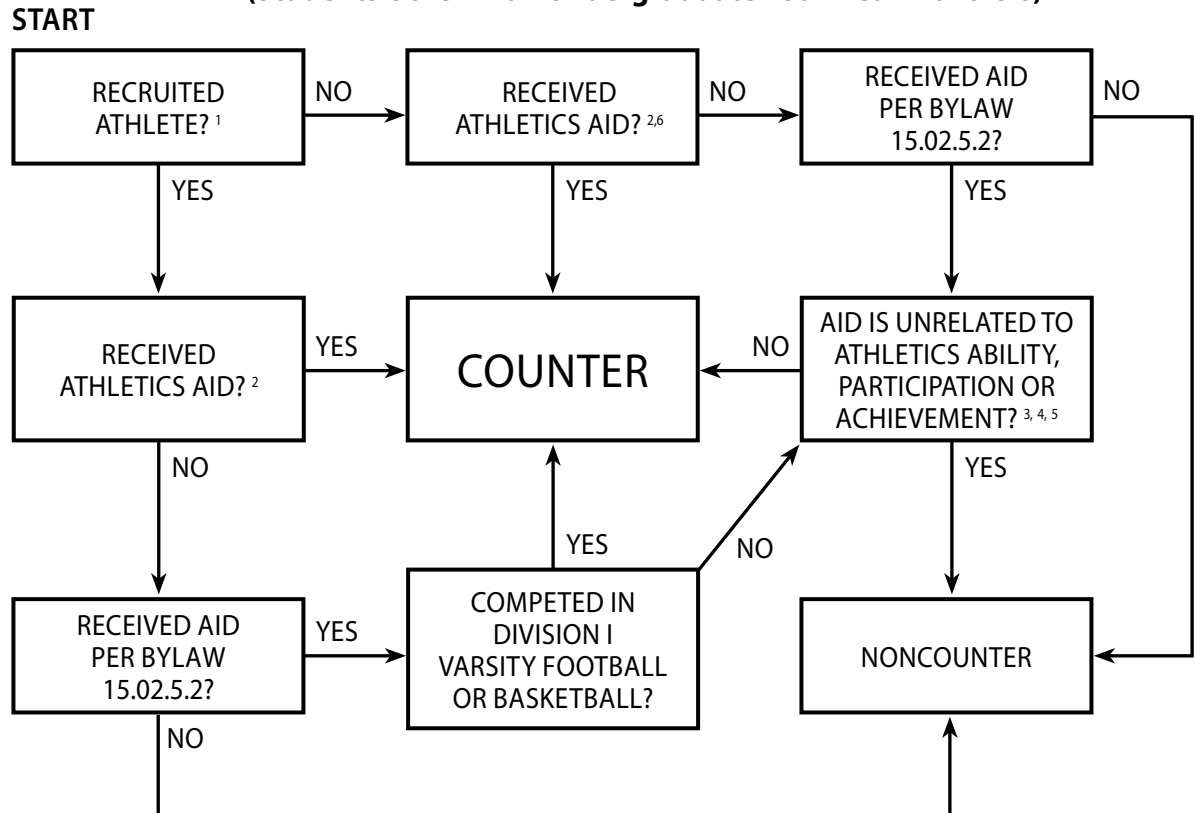 START
RECRUITED
ATHLETE? 1
NO
RECEIVED
ATHLETICS AID? 2,6
NO
RECEIVED AID
PER BYLAW
15.02.5.2?
NO
YES
YES
YES
RECEIVED
ATHLETICS AID? 2
YES
COUNTER
NO
AID IS UNRELATED TO
ATHLETICS ABILITY,
PARTICIPATION OR
ACHIEVEMENT? 3, 4, 5
NO
YES
YES
NO
RECEIVED AID
PER BYLAW
15.02.5.2?
YES
COMPETED IN
DIVISION I
VARSITY FOOTBALL
OR BASKETBALL?
NONCOUNTER
NO